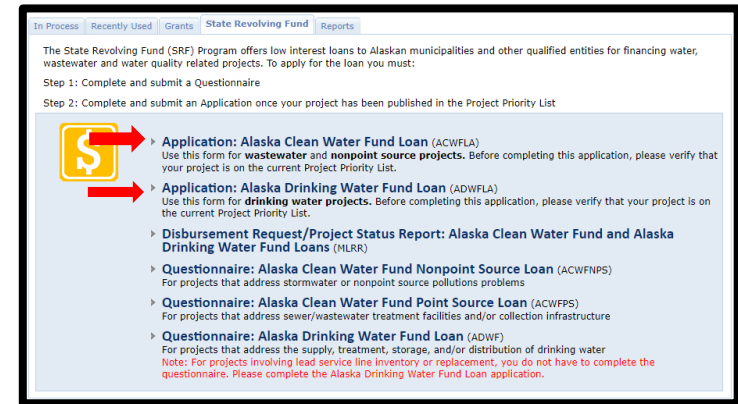 In Process Recently Used Grants State Revolving Fund Reports
The State Revolving Fund (SRF) Program offers low interest loans to Alaskan municipalities and other qualified entities for financing water,
wastewater and water quality related projects. To apply for the loan you must:
Step 1: Complete and submit a Questionnaire
Step 2: Complete and submit an Application once your project has been published in the Project Priority List
$
Application: Alaska Clean Water Fund Loan (ACWFLA)
Use this form for wastewater and nonpoint source projects. Before completing this application, please verify that
your project is on the current Project Priority List.
Application: Alaska Drinking Water Fund Loan (ADWFLA)
Use this form for drinking water projects. Before completing this application, please verify that your project is on
the current Project Priority List.
Disbursement Request/Project Status Report: Alaska Clean Water Fund and Alaska
Drinking Water Fund Loans (MLRR)
Questionnaire: Alaska Clean Water Fund Nonpoint Source Loan (ACWFNPS)
For projects that address stormwater or nonpoint source pollutions problems
Questionnaire: Alaska Clean Water Fund Point Source Loan (ACWFPS)
For projects that address sewer/wastewater treatment facilities and/or collection infrastructure
Questionnaire: Alaska Drinking Water Fund Loan (ADWF)
For projects that address the supply, treatment, storage, and/or distribution of drinking water
Note: For projects involving lead service line inventory or replacement, you do not have to complete the
questionnaire. Please complete the Alaska Drinking Water Fund Loan application.